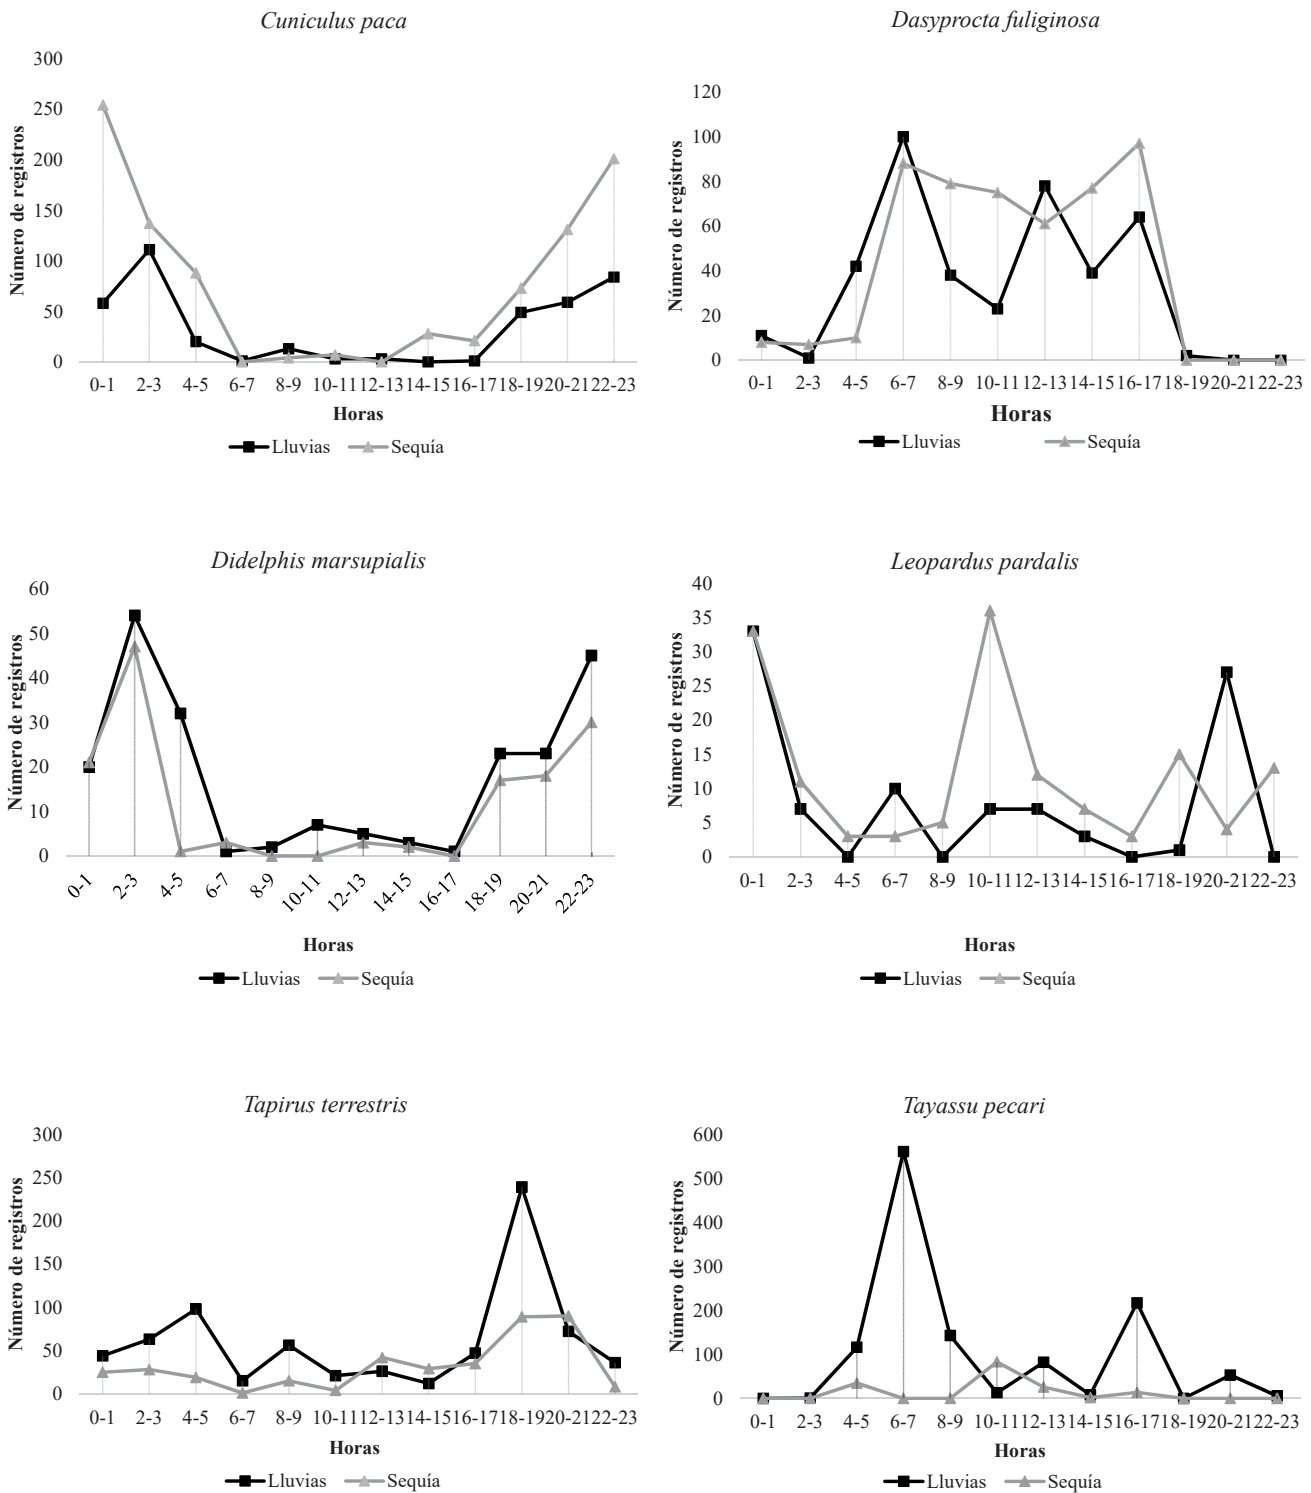 Cuniculus paca
Número de registros
300
250
200
150
100
50
0
0-1 2-3 4-5 6-7 8-9 10-11 12-13 14-15 16-17 18-19 20-21 22-23
Horas
Lluvias Sequía
Dasyprocta fuliginosa
Número de registros
120
100
80
60
40
20
0
0-1 2-3 4-5 6-7 8-9 10-11 12-13 14-15 16-17 18-19 20-21 22-23
Horas
Lluvias Sequía
Didelphis marsupialis
Número de registros
60
50
40
30
20
10
0
0-1 2-3 4-5 6-7 8-9 10-11 12-13 14-15 16-17 18-19 20-21 22-23
Horas
Lluvias Sequía
Leopardus pardalis
Número de registros
40
35
30
25
20
15
10
5
0
0-1 2-3 4-5 6-7 8-9 10-11 12-13 14-15 16-17 18-19 20-21 22-23
Horas
Lluvias Sequía
Tapirus terrestris
Número de registros
300
250
200
150
100
50
0
0-1 2-3 4-5 6-7 8-9 10-11 12-13 14-15 16-17 18-19 20-21 22-23
Horas
Lluvias Sequía
Tayassu pecari
Número de registros
600
500
400
300
200
100
0
0-1 2-3 4-5 6-7 8-9 10-11 12-13 14-15 16-17 18-19 20-21 22-23
Horas
Lluvias Sequía